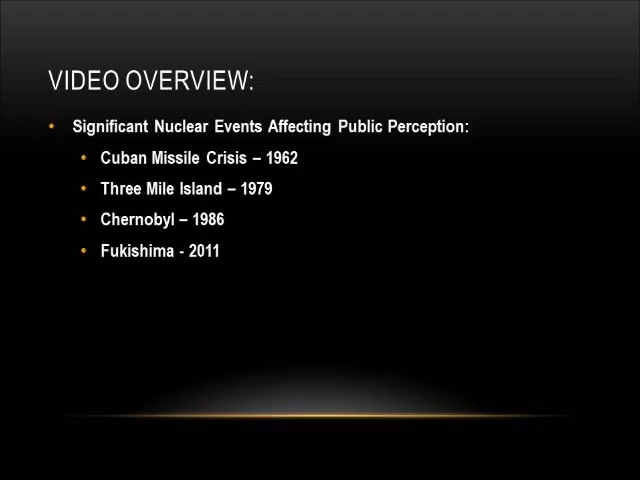 VIDEO OVERVIEW:
• Significant Nuclear Events Affecting Public Perception:
• Cuban Missile Crisis – 1962
• Three Mile Island – 1979
• Chernobyl – 1986
• Fukishima - 2011